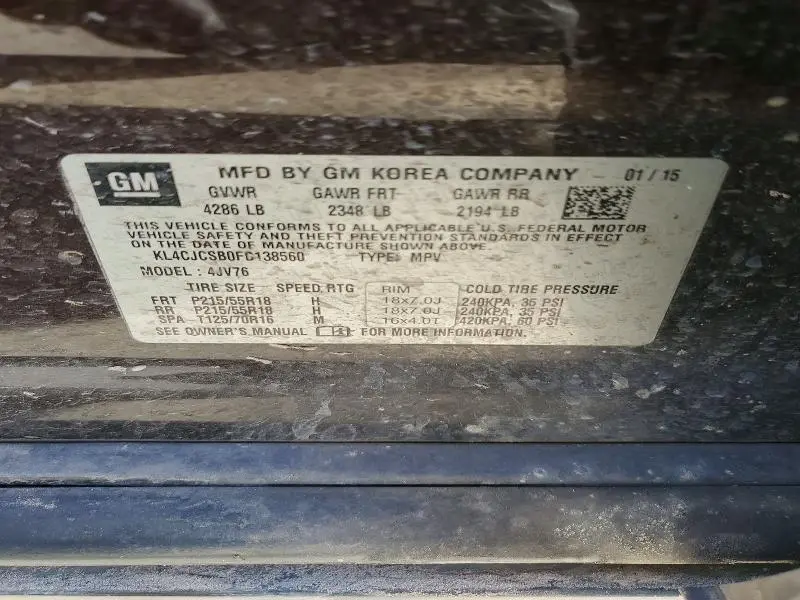 GM MFD BY GM KOREA COMPANY 01 / 15
GVWR GAWR FRT GAWR RR
4286 LB 2348 LB 2194 LB
THIS VEHICLE CONFORMS TO ALL APPLICABLE U.S. FEDERAL MOTOR
VEHICLE SAFETY AND THEFT PREVENTION STANDARDS IN EFFECT
ON THE DATE OF MANUFACTURE SHOWN ABOVE.
KL4CJCSB0FC138560 TYPE: MPV
MODEL : 4JV76
TIRE SIZE SPEED RTG RIM COLD TIRE PRESSURE
FRT P215/55R18 H 18x7.0J 240KPA, 35 PSI
RR P215/55R18 H 18x7.0J 240KPA, 35 PSI
SPA T125/70R16 M 16x4.0T 420KPA, 60 PSI
SEE OWNER'S MANUAL FOR MORE INFORMATION.